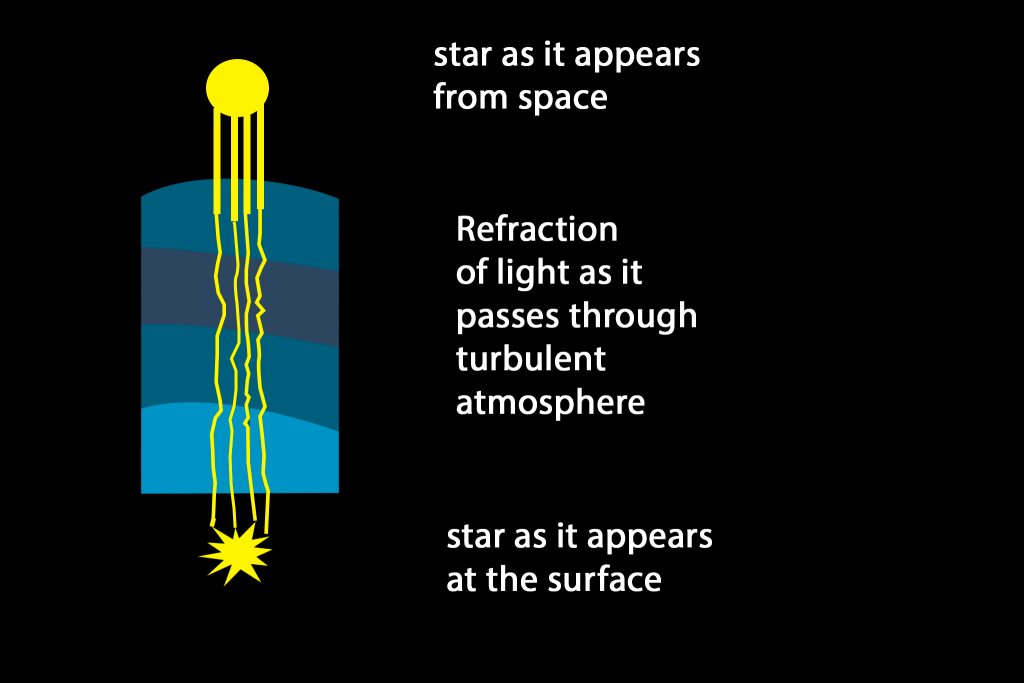 star as it appears
from space
Refraction
of light as it
passes through
turbulent
atmosphere
star as it appears
at the surface